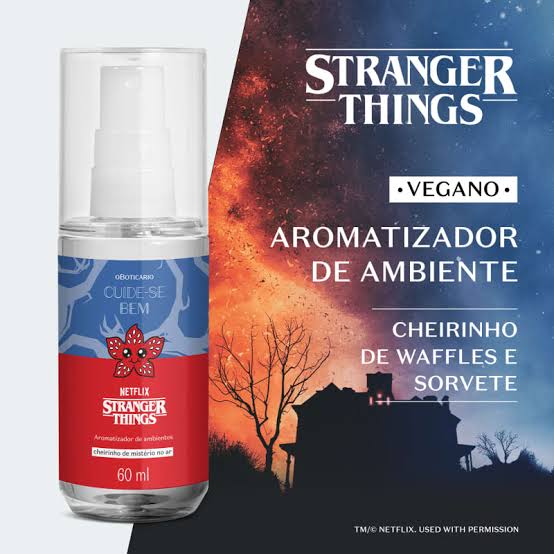 oBOTICÁRIO
CUIDE-SE
BEM
NETFLIX
STRANGER
THINGS
Aromatizador de ambientes
cheirinho de mistério no ar
60 ml
STRANGER
THINGS
• VEGANO •
AROMATIZADOR
DE AMBIENTE
CHEIRINHO
DE WAFFLES E
SORVETE
TM/© NETFLIX. USED WITH PERMISSION